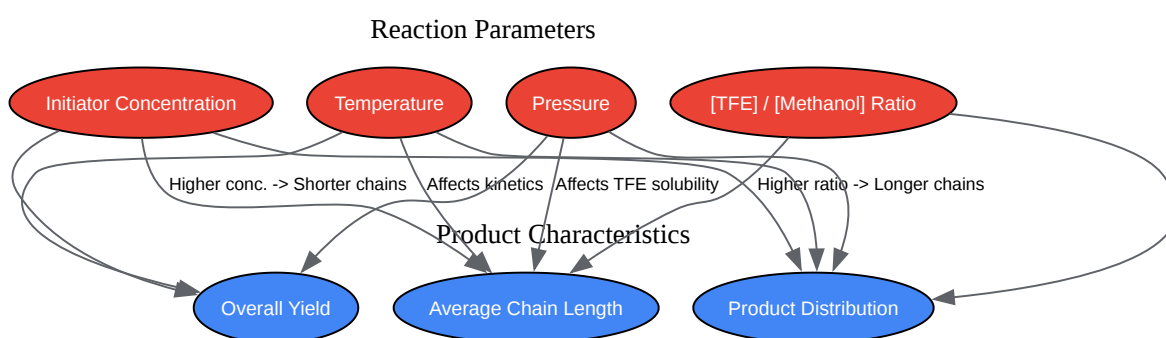 Reaction Parameters
Initiator Concentration
Temperature
Pressure
[TFE] / [Methanol] Ratio
Higher conc. -> Shorter chains
Affects kinetics
Affects TFE solubility
Higher ratio -> Longer chains
Product Characteristics
Overall Yield
Average Chain Length
Product Distribution